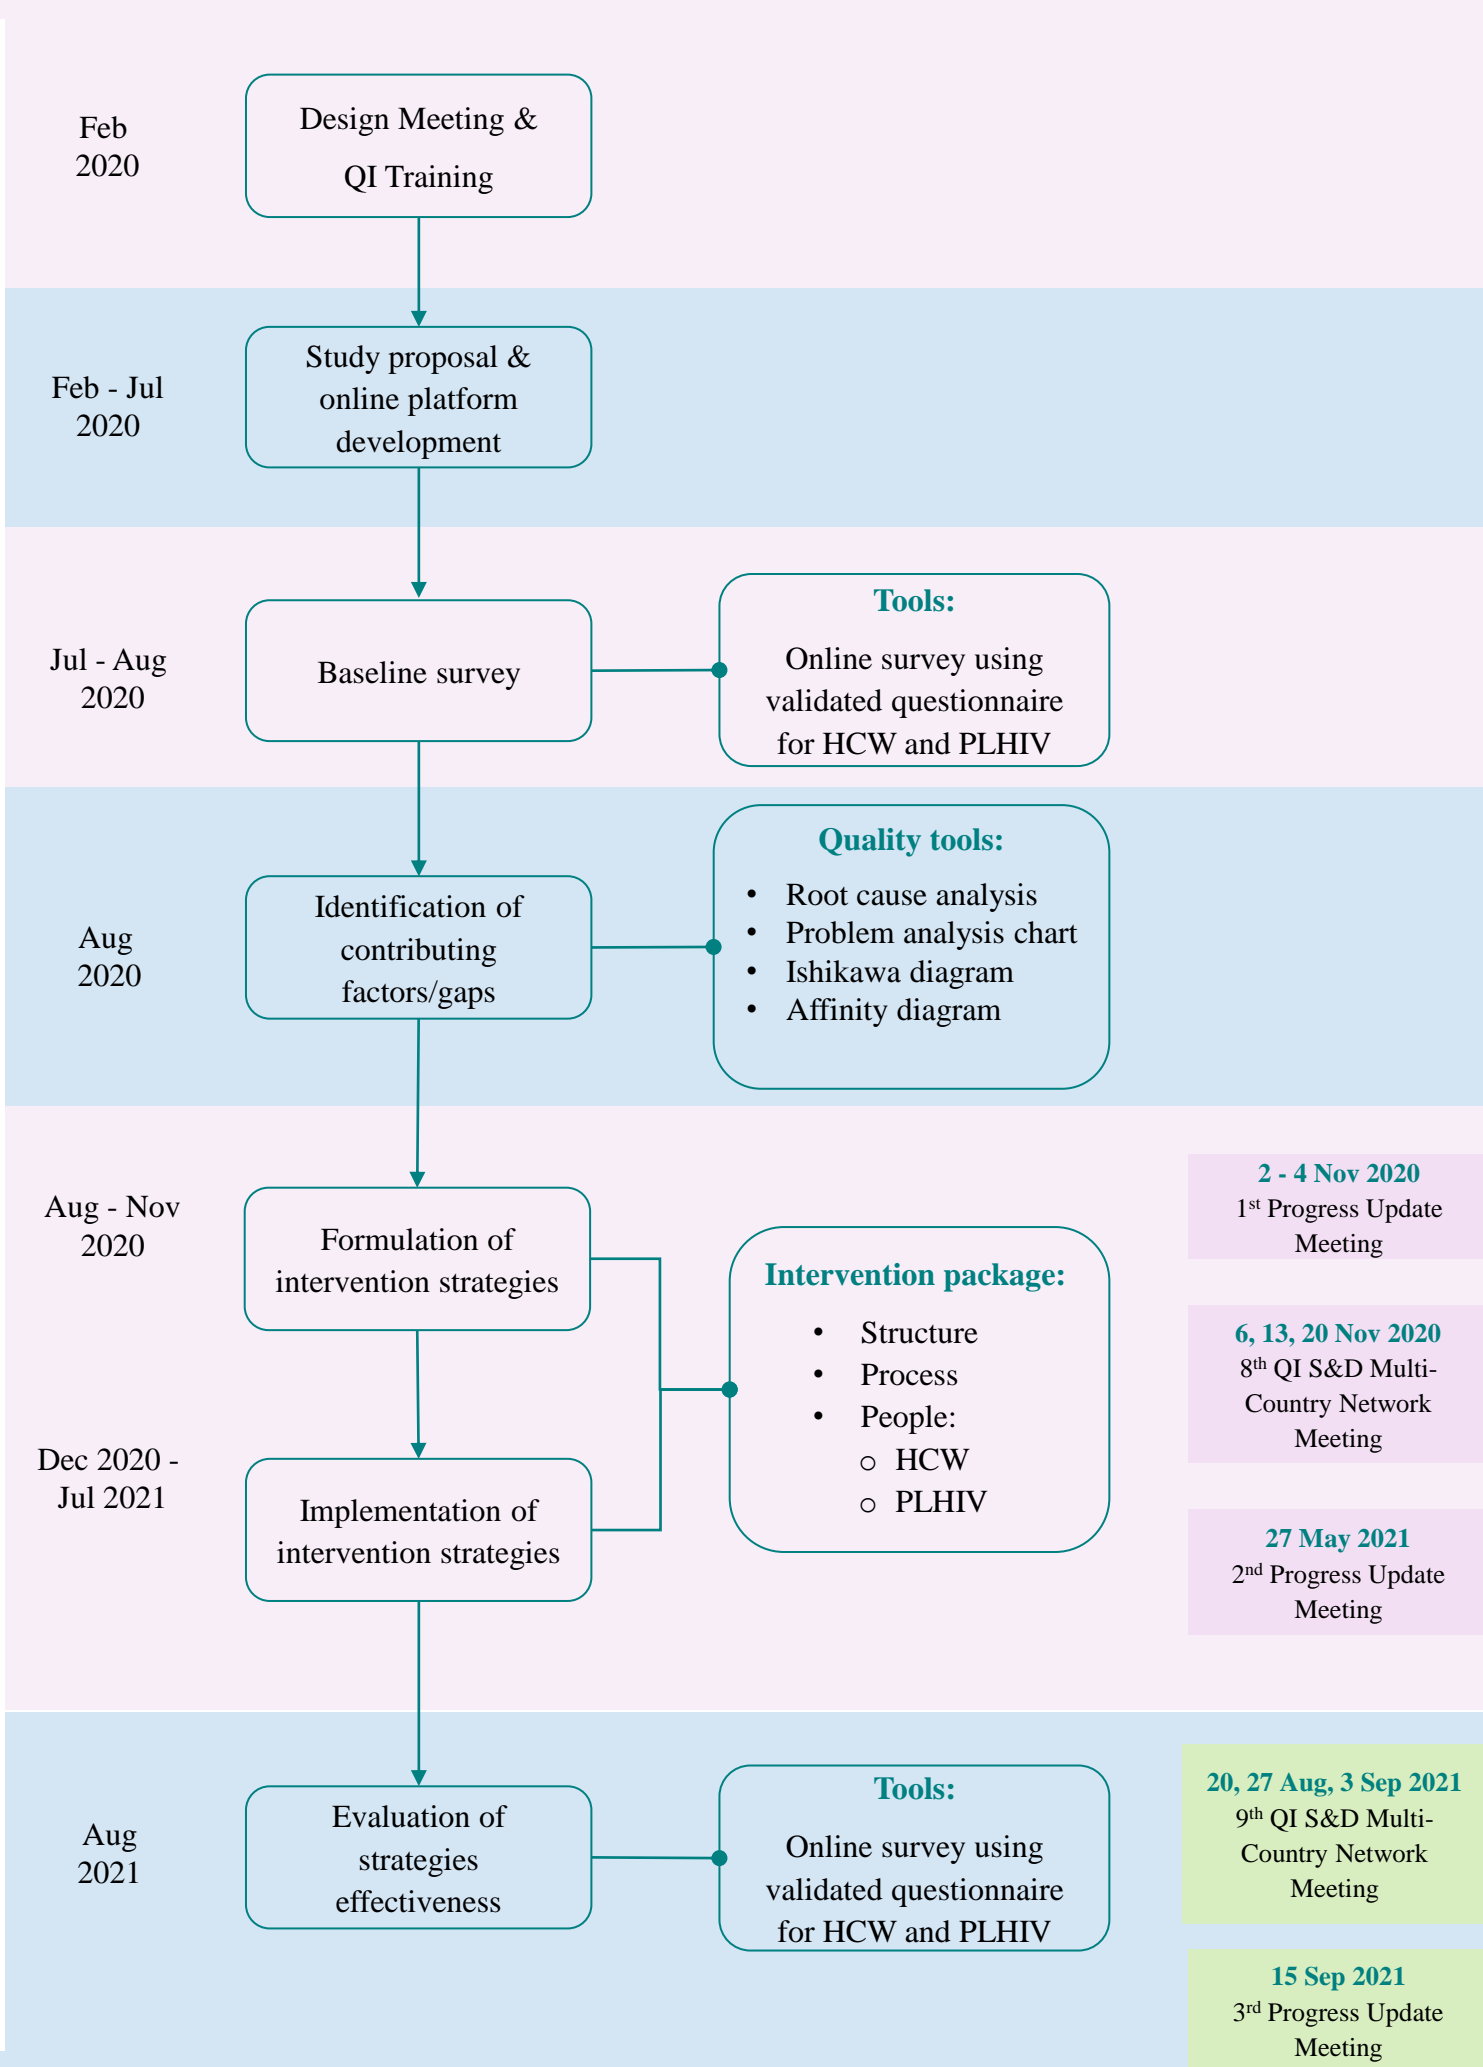 Feb
2020
Design Meeting &
QI Training
Feb - Jul
2020
Study proposal &
online platform
development
Jul - Aug
2020
Baseline survey
Tools:
Online survey using
validated questionnaire
for HCW and PLHIV
Aug
2020
Identification of
contributing
factors/gaps
Quality tools:
• Root cause analysis
• Problem analysis chart
• Ishikawa diagram
• Affinity diagram
Aug - Nov
2020
Formulation of
intervention strategies
Dec 2020 -
Jul 2021
Implementation of
intervention strategies
Intervention package:
• Structure
• Process
• People:
o HCW
o PLHIV
2 - 4 Nov 2020
1st Progress Update
Meeting
6, 13, 20 Nov 2020
8th QI S&D Multi-
Country Network
Meeting
27 May 2021
2nd Progress Update
Meeting
Aug
2021
Evaluation of
strategies
effectiveness
Tools:
Online survey using
validated questionnaire
for HCW and PLHIV
20, 27 Aug, 3 Sep 2021
9th QI S&D Multi-
Country Network
Meeting
15 Sep 2021
3rd Progress Update
Meeting